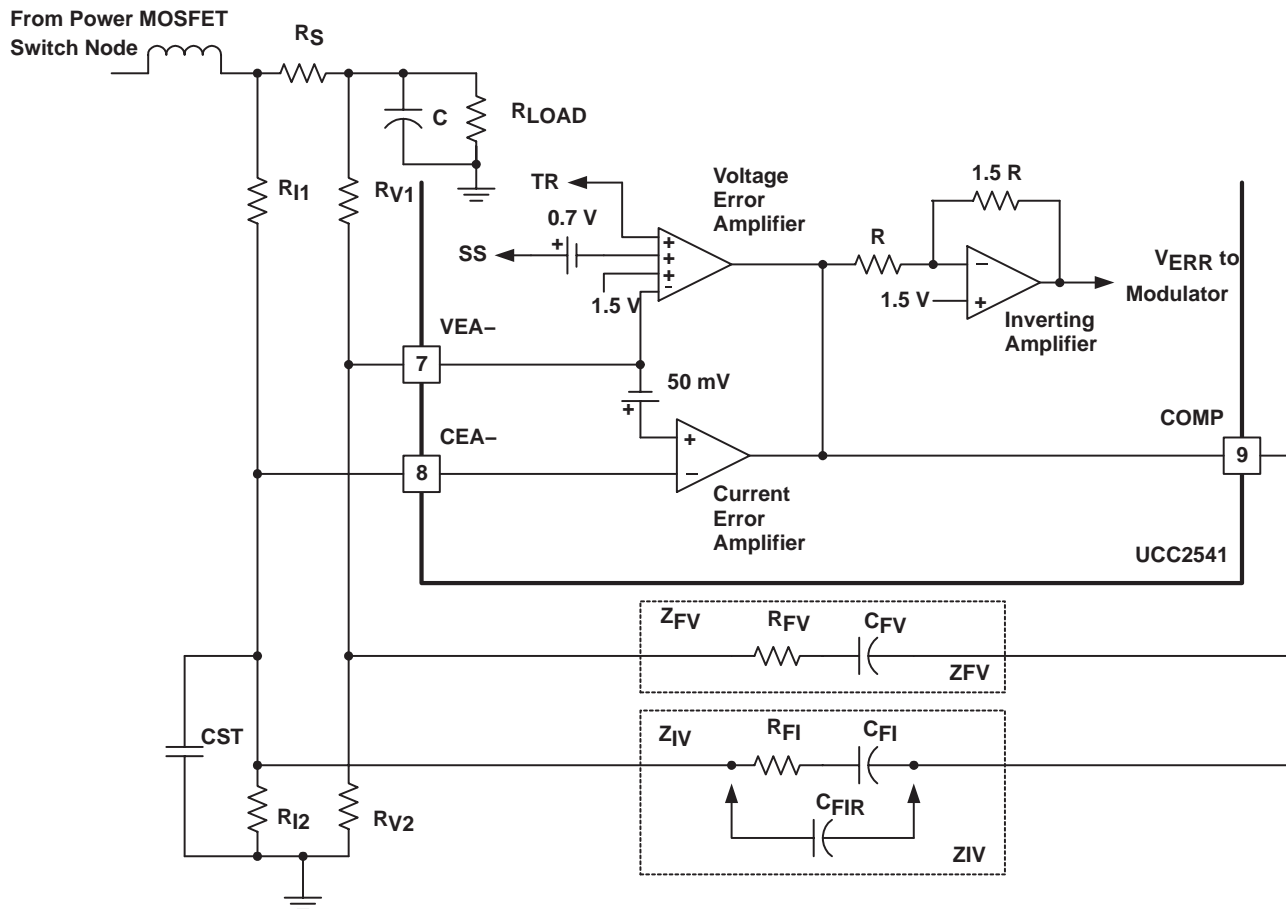 From Power MOSFET
Switch Node
RS
C
RLOAD
RI1
RV1
TR
0.7 V
+
SS
1.5 V
+
+
+
-
Voltage
Error
Amplifier
R
1.5 R
−
+
1.5 V
Inverting
Amplifier
VERR to
Modulator
VEA−
7
50 mV
+
CEA−
8
+
−
Current
Error
Amplifier
COMP
9
UCC2541
ZFV
RFV
CFV
ZFV
CST
ZIV
RFI
CFI
CFIR
ZIV
RI2
RV2